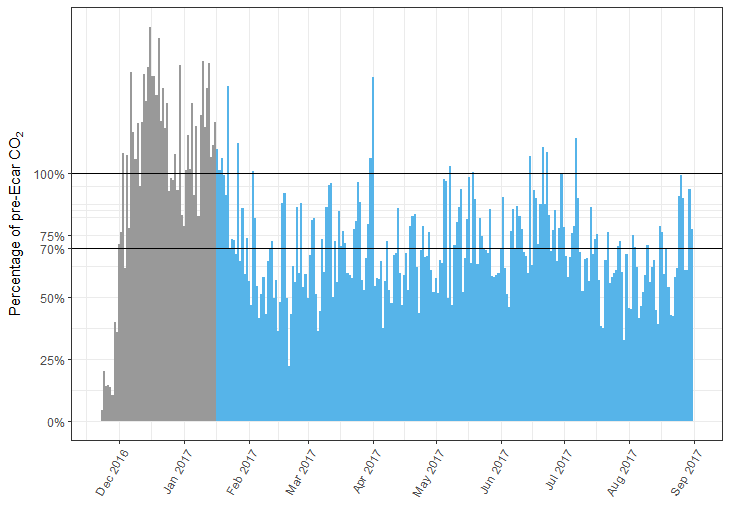 Percentage of pre-Ecar CO₂
100%
75%
70%
50%
25%
0%
Dec 2016
Jan 2017
Feb 2017
Mar 2017
Apr 2017
May 2017
Jun 2017
Jul 2017
Aug 2017
Sep 2017